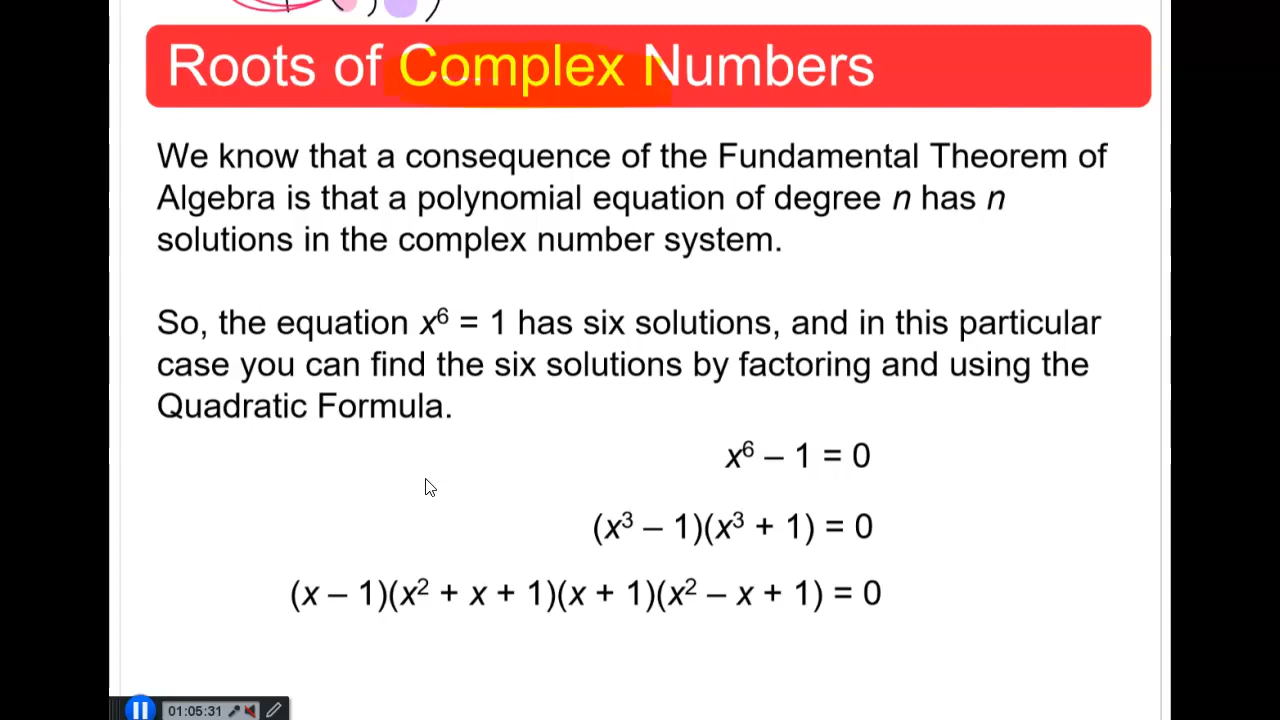 Roots of Complex Numbers
We know that a consequence of the Fundamental Theorem of
Algebra is that a polynomial equation of degree n has n
solutions in the complex number system.
So, the equation x⁶ = 1 has six solutions, and in this particular
case you can find the six solutions by factoring and using the
Quadratic Formula.
x⁶ – 1 = 0
(x³ – 1)(x³ + 1) = 0
(x – 1)(x² + x + 1)(x + 1)(x² – x + 1) = 0
01:05:31